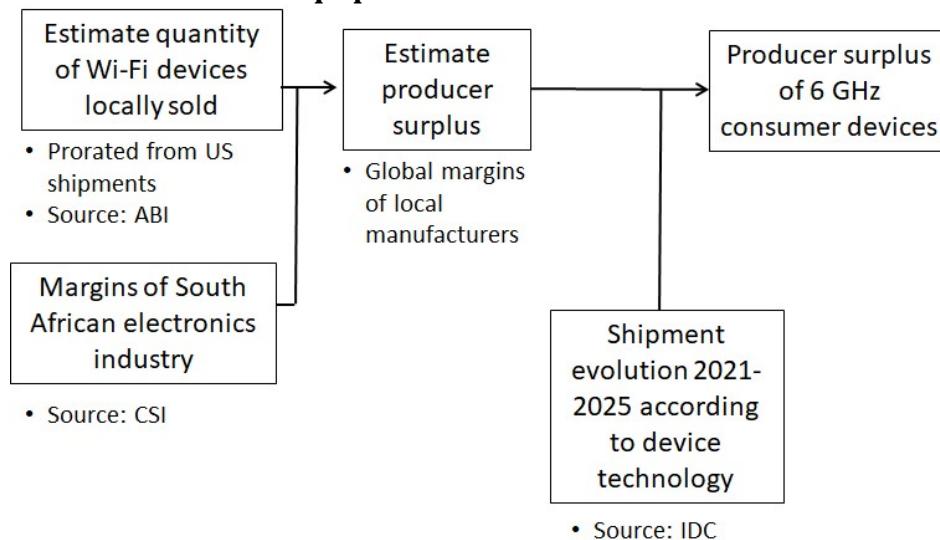 Estimate quantity
of Wi-Fi devices
locally sold
• Prorated from US
shipments
• Source: ABI
Margins of South
African electronics
industry
• Source: CSI
Estimate
producer
surplus
• Global margins
of local
manufacturers
Shipment
evolution 2021-
2025 according
to device
technology
• Source: IDC
Producer surplus
of 6 GHz
consumer devices